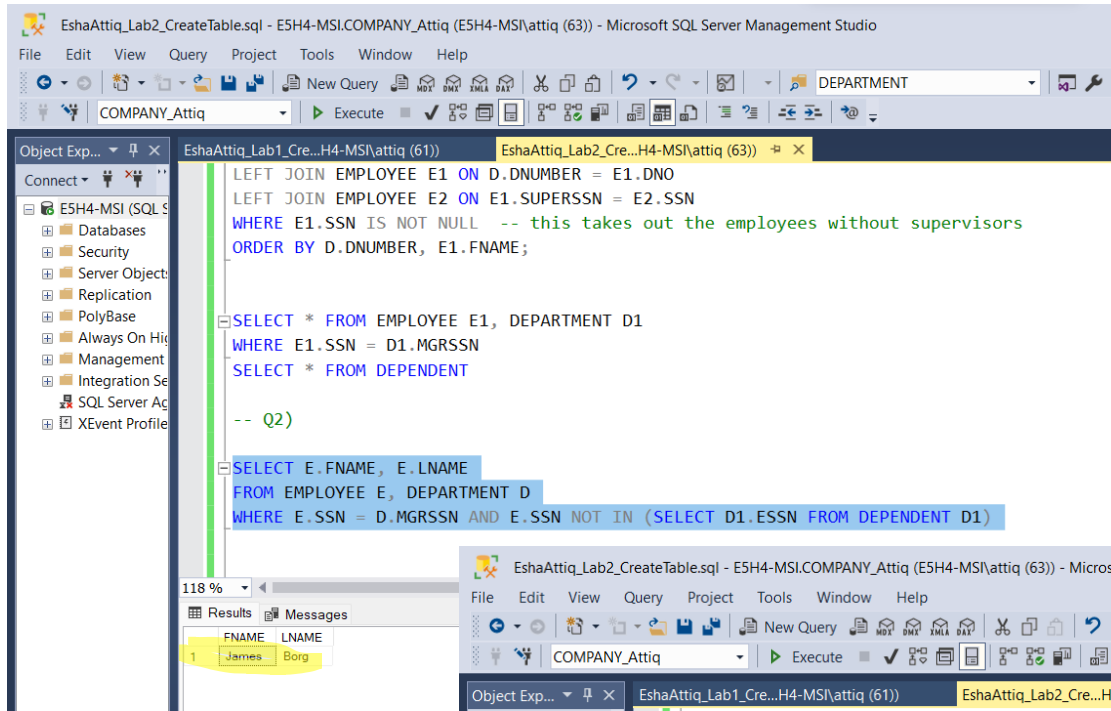 EshaAttiq_Lab2_CreateTable.sql - E5H4-MSI.COMPANY_Attiq (E5H4-MSI\attiq (63)) - Microsoft SQL Server Management Studio
File Edit View Query Project Tools Window Help
New Query MDX DMX XMLA DAX DEPARTMENT
COMPANY_Attiq Execute
Object Exp... EshaAttiq_Lab1_Cre...H4-MSI\attiq (61)) EshaAttiq_Lab2_Cre...H4-MSI\attiq (63))
Connect
E5H4-MSI (SQL S
Databases
Security
Server Objects
Replication
PolyBase
Always On Hig
Management
Integration Se
SQL Server Ag
XEvent Profile
LEFT JOIN EMPLOYEE E1 ON D.DNUMBER = E1.DNO
LEFT JOIN EMPLOYEE E2 ON E1.SUPERSSN = E2.SSN
WHERE E1.SSN IS NOT NULL -- this takes out the employees without supervisors
ORDER BY D.DNUMBER, E1.FNAME;
SELECT * FROM EMPLOYEE E1, DEPARTMENT D1
WHERE E1.SSN = D1.MGRSSN
SELECT * FROM DEPENDENT
-- Q2)
SELECT E.FNAME, E.LNAME
FROM EMPLOYEE E, DEPARTMENT D
WHERE E.SSN = D.MGRSSN AND E.SSN NOT IN (SELECT D1.ESSN FROM DEPENDENT D1)
118 %
Results Messages
FNAME LNAME
1 James Borg
EshaAttiq_Lab2_CreateTable.sql - E5H4-MSI.COMPANY_Attiq (E5H4-MSI\attiq (63)) - Micros
File Edit View Query Project Tools Window Help
New Query MDX DMX XMLA DAX
COMPANY_Attiq Execute
Object Exp... EshaAttiq_Lab1_Cre...H4-MSI\attiq (61)) EshaAttiq_Lab2_Cre...H